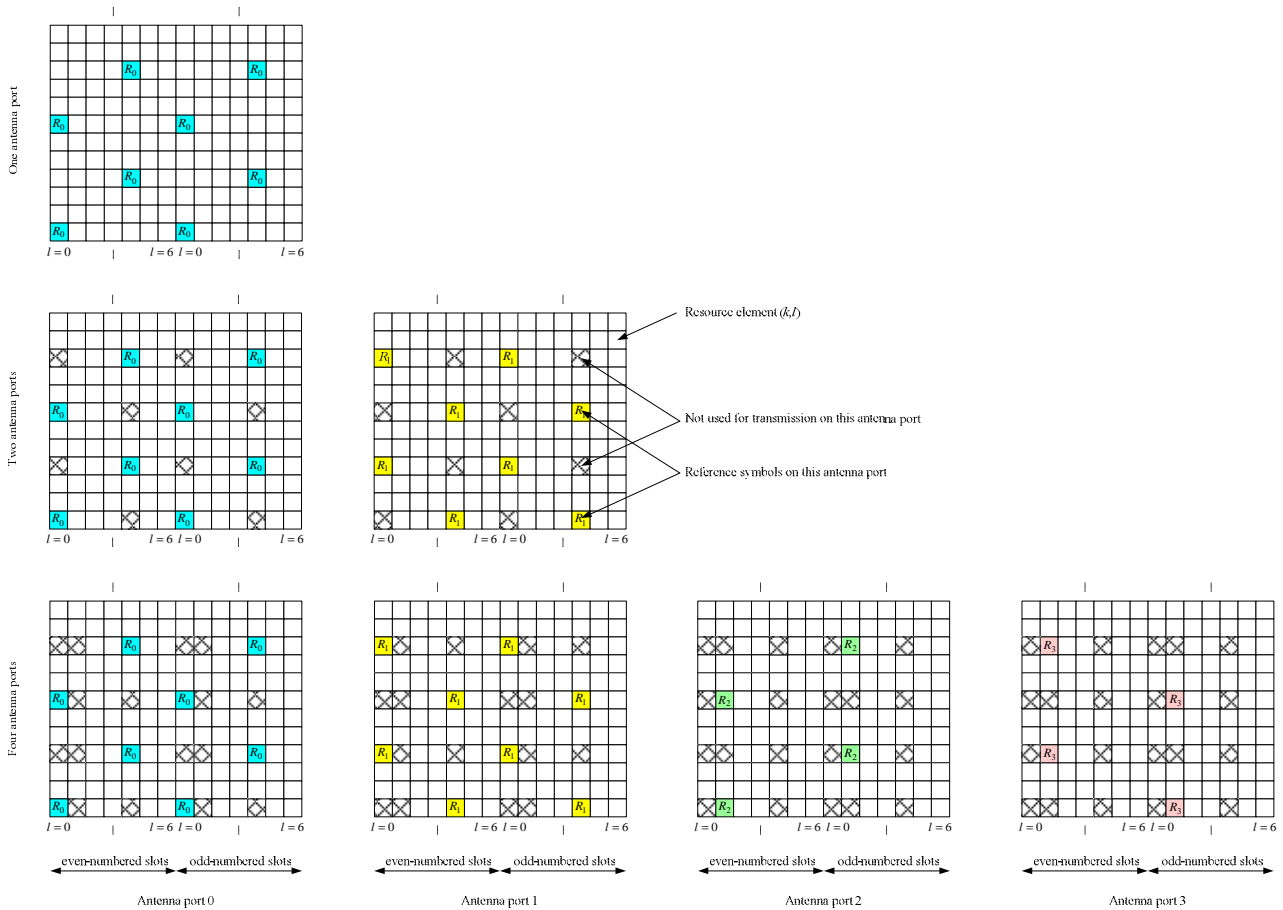 One antenna port
R0 R0
R0 R0
R0 R0
R0 R0
l = 0 l = 6 l = 0 l = 6
Two antenna ports
R0 R0
R0 R0
R0 R0
R0 R0
l = 0 l = 6 l = 0 l = 6
R1 R1
R1 R1
R1 R1
R1 R1
l = 0 l = 6 l = 0 l = 6
Resource element (k,l)
Not used for transmission on this antenna port
Reference symbols on this antenna port
Four antenna ports
R0 R0
R0 R0
R0 R0
R0 R0
l = 0 l = 6 l = 0 l = 6
even-numbered slots odd-numbered slots
Antenna port 0
R1 R1
R1 R1
R1 R1
R1 R1
l = 0 l = 6 l = 0 l = 6
even-numbered slots odd-numbered slots
Antenna port 1
R2
R2
R2
R2
l = 0 l = 6 l = 0 l = 6
even-numbered slots odd-numbered slots
Antenna port 2
R3
R3
R3
R3
l = 0 l = 6 l = 0 l = 6
even-numbered slots odd-numbered slots
Antenna port 3